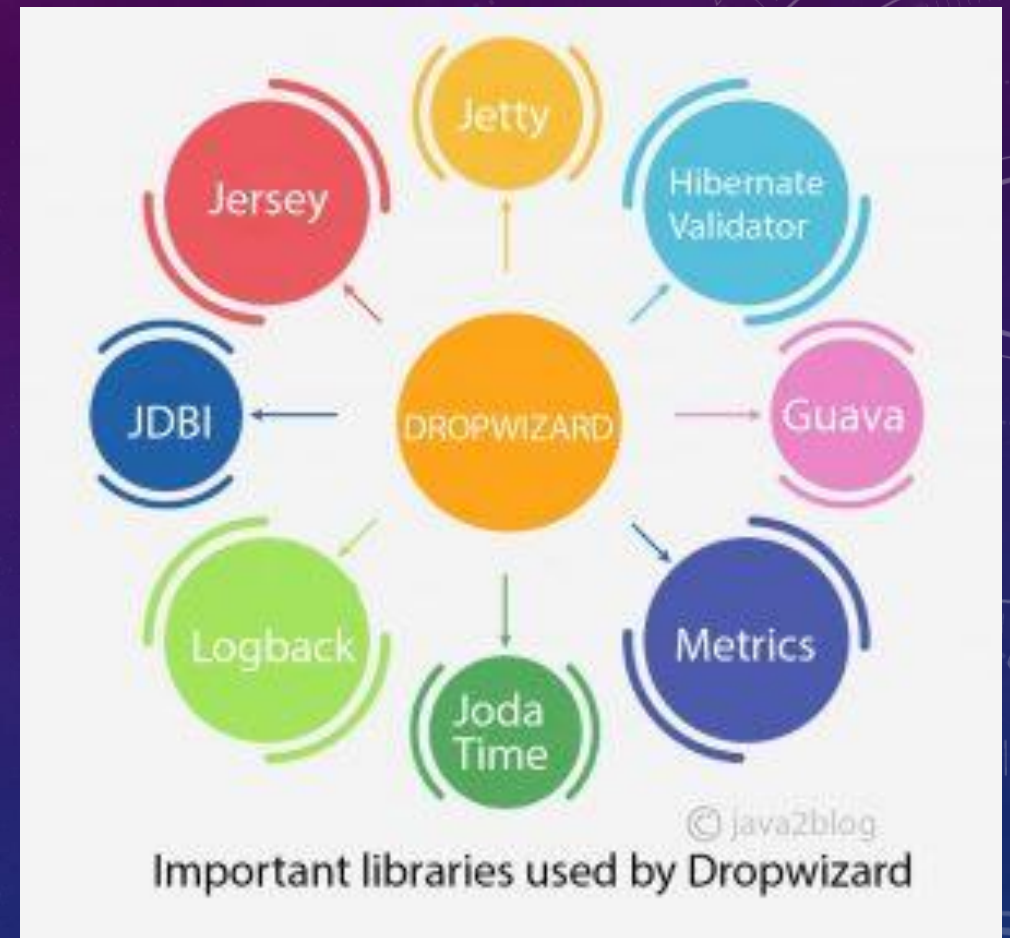 Jetty
Jersey
Hibernate
Validator
JDBI
DROPWIZARD
Guava
Logback
Metrics
Joda
Time
© java2blog
Important libraries used by Dropwizard